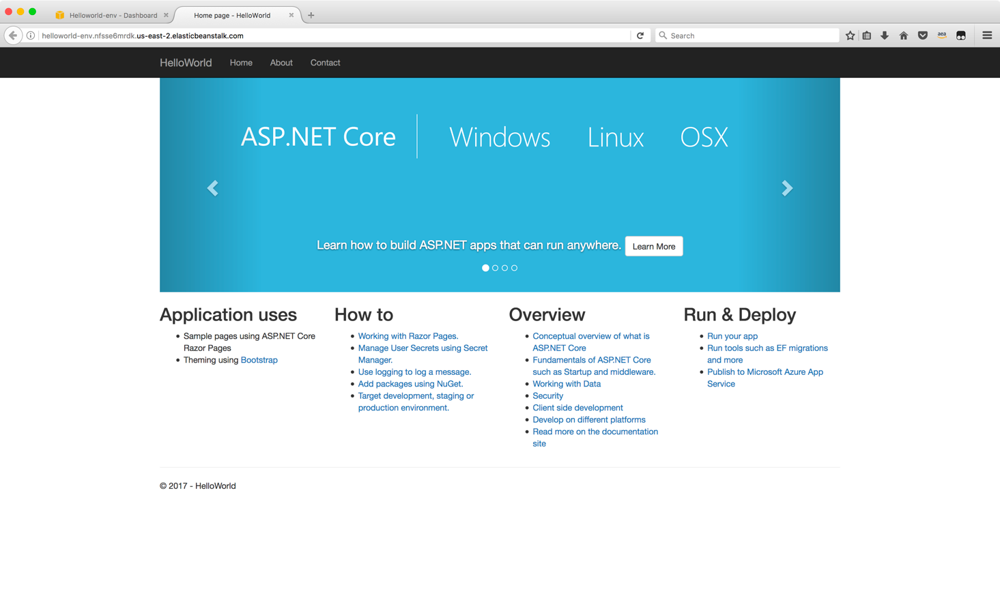 Helloworld-env - Dashboard
Home page - HelloWorld
helloworld-env.nfsse6mrdk.us-east-2.elasticbeanstalk.com
Search
aea
HelloWorld Home About Contact
ASP.NET Core Windows Linux OSX
Learn how to build ASP.NET apps that can run anywhere. Learn More
Application uses
Sample pages using ASP.NET Core
Razor Pages
Theming using Bootstrap
How to
Working with Razor Pages.
Manage User Secrets using Secret
Manager.
Use logging to log a message.
Add packages using NuGet.
Target development, staging or
production environment.
Overview
Conceptual overview of what is
ASP.NET Core
Fundamentals of ASP.NET Core
such as Startup and middleware.
Working with Data
Security
Client side development
Develop on different platforms
Read more on the documentation
site
Run & Deploy
Run your app
Run tools such as EF migrations
and more
Publish to Microsoft Azure App
Service
© 2017 - HelloWorld